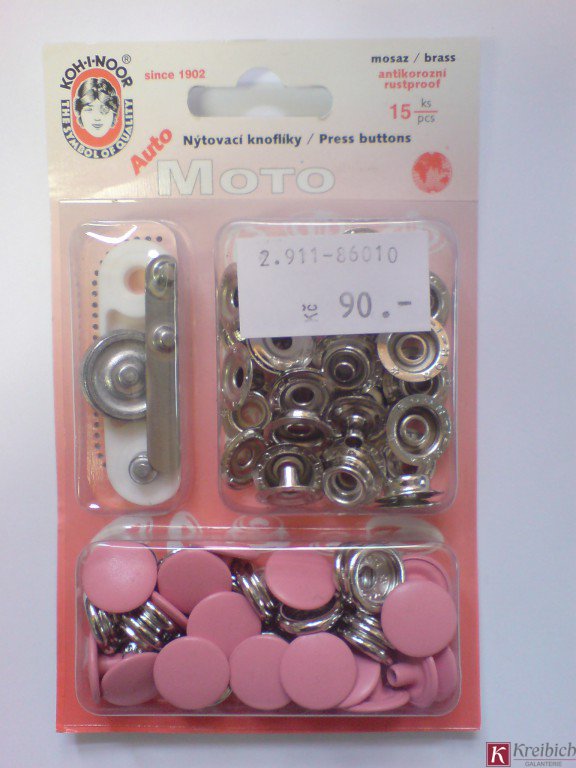 KOH-I-NOOR®
THE SYMBOL OF QUALITY
since 1902
mosaz / brass
antikorozní
rustproof
15 ks
pcs
Nýtovací knoflíky / Press buttons
Auto
MOTO
2.911-86010
Kč 90.-
K Kreibich
GALANTERIE